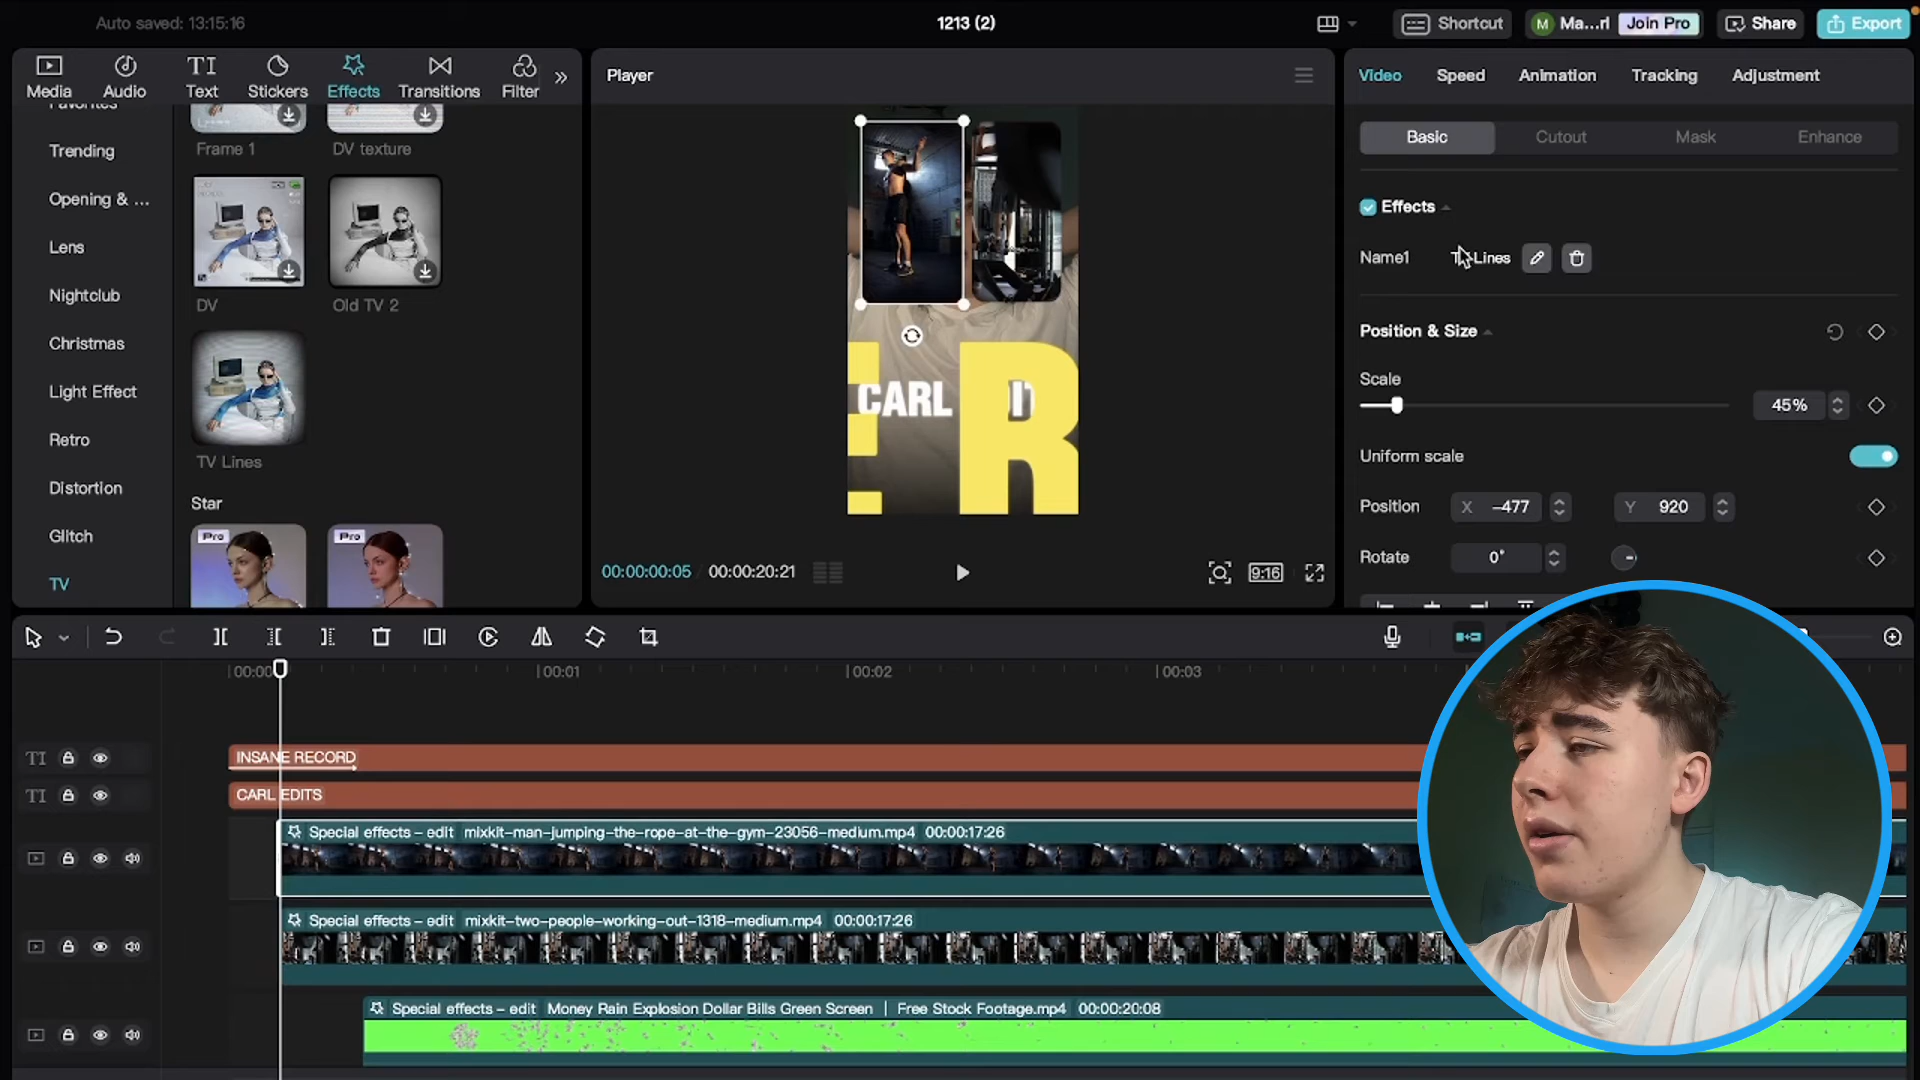 Auto saved: 13:15:16
1213 (2)
Shortcut
M
Ma...rl
Join Pro
Share
Export
Media
Audio
TI
Text
Stickers
Effects
Transitions
Filter
Player
Video
Speed
Animation
Tracking
Adjustment
Basic
Cutout
Mask
Enhance
Favorites
Trending
Opening & ...
Lens
Nightclub
Christmas
Light Effect
Retro
Distortion
Glitch
TV
Frame 1
DV texture
DV
Old TV 2
TV Lines
Star
Pro
Pro
CARL
E R
Effects
Name1
Lines
Position & Size
Scale
45%
Uniform scale
Position
X -477
Y 920
Rotate
0°
00:00:00:05
00:00:20:21
9:16
00:00
00:01
00:02
00:03
TI
INSANE RECORD
TI
CARL EDITS
Special effects – edit mixkit-man-jumping-the-rope-at-the-gym-23056-medium.mp4 00:00:17:26
Special effects – edit mixkit-two-people-working-out-1318-medium.mp4 00:00:17:26
Special effects – edit Money Rain Explosion Dollar Bills Green Screen | Free Stock Footage.mp4 00:00:20:08